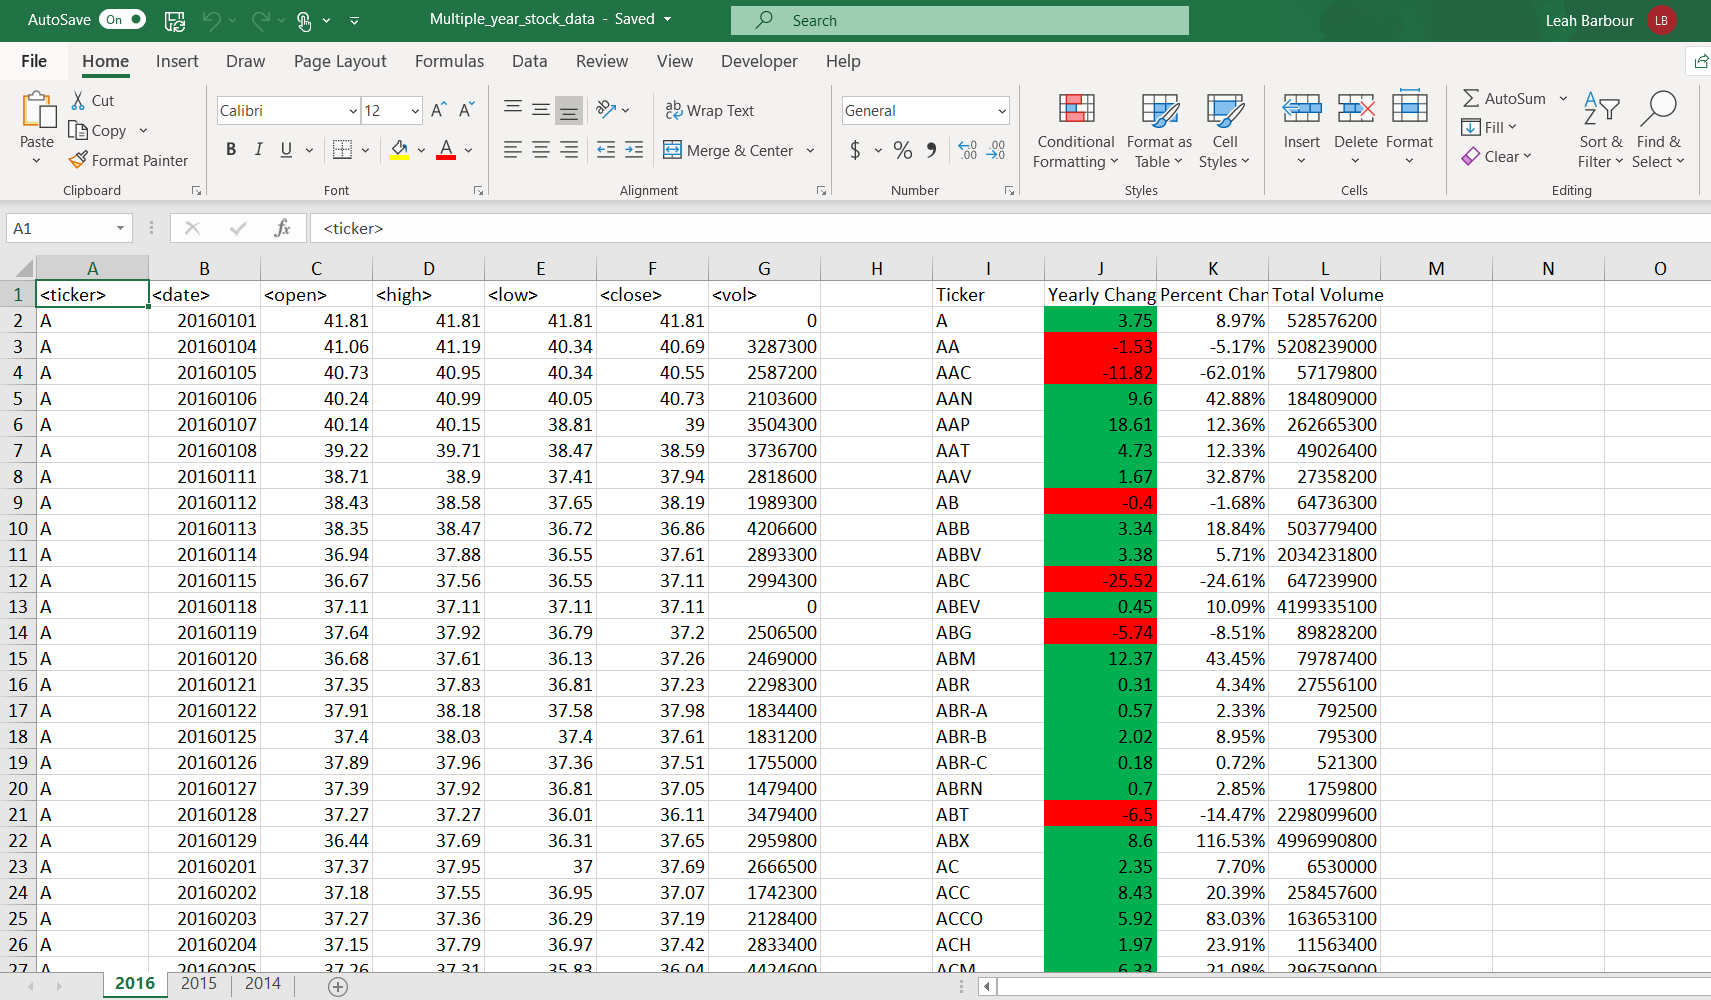 AutoSave On Multiple_year_stock_data - Saved Search Leah Barbour LB
File Home Insert Draw Page Layout Formulas Data Review View Developer Help
Paste Cut Copy Format Painter Clipboard
Calibri 12 A A B I U A Font
ab Wrap Text Merge & Center Alignment
General $ % 9 .00 Number
Conditional Formatting Format as Table Cell Styles Styles
Insert Delete Format Cells
AutoSum Fill Clear Sort & Filter Find & Select Editing
A1 fx <ticker>
A B C D E F G H I J K L M N O
1 <ticker> <date> <open> <high> <low> <close> <vol> Ticker Yearly Chang Percent Char Total Volume
2 A 20160101 41.81 41.81 41.81 41.81 0 A 3.75 8.97% 528576200
3 A 20160104 41.06 41.19 40.34 40.69 3287300 AA -1.53 -5.17% 5208239000
4 A 20160105 40.73 40.95 40.34 40.55 2587200 AAC -11.82 -62.01% 57179800
5 A 20160106 40.24 40.99 40.05 40.73 2103600 AAN 9.6 42.88% 184809000
6 A 20160107 40.14 40.15 38.81 39 3504300 AAP 18.61 12.36% 262665300
7 A 20160108 39.22 39.71 38.47 38.59 3736700 AAT 4.73 12.33% 49026400
8 A 20160111 38.71 38.9 37.41 37.94 2818600 AAV 1.67 32.87% 27358200
9 A 20160112 38.43 38.58 37.65 38.19 1989300 AB -0.4 -1.68% 64736300
10 A 20160113 38.35 38.47 36.72 36.86 4206600 ABB 3.34 18.84% 503779400
11 A 20160114 36.94 37.88 36.55 37.61 2893300 ABBV 3.38 5.71% 2034231800
12 A 20160115 36.67 37.56 36.55 37.11 2994300 ABC -25.52 -24.61% 647239900
13 A 20160118 37.11 37.11 37.11 37.11 0 ABEV 0.45 10.09% 4199335100
14 A 20160119 37.64 37.92 36.79 37.2 2506500 ABG -5.74 -8.51% 89828200
15 A 20160120 36.68 37.61 36.13 37.26 2469000 ABM 12.37 43.45% 79787400
16 A 20160121 37.35 37.83 36.81 37.23 2298300 ABR 0.31 4.34% 27556100
17 A 20160122 37.91 38.18 37.58 37.98 1834400 ABR-A 0.57 2.33% 792500
18 A 20160125 37.4 38.03 37.4 37.61 1831200 ABR-B 2.02 8.95% 795300
19 A 20160126 37.89 37.96 37.36 37.51 1755000 ABR-C 0.18 0.72% 521300
20 A 20160127 37.39 37.92 36.81 37.05 1479400 ABRN 0.7 2.85% 1759800
21 A 20160128 37.27 37.27 36.01 36.11 3479400 ABT -6.5 -14.47% 2298099600
22 A 20160129 36.44 37.69 36.31 37.65 2959800 ABX 8.6 116.53% 4996990800
23 A 20160201 37.37 37.95 37 37.69 2666500 AC 2.35 7.70% 6530000
24 A 20160202 37.18 37.55 36.95 37.07 1742300 ACC 8.43 20.39% 258457600
25 A 20160203 37.27 37.36 36.29 37.19 2128400 ACCO 5.92 83.03% 163653100
26 A 20160204 37.15 37.79 36.97 37.42 2833400 ACH 1.97 23.91% 11563400
27 A 20160205 37.26 37.31 35.83 36.04 4424600 ACM 6.33 21.08% 296759000
2016 2015 2014